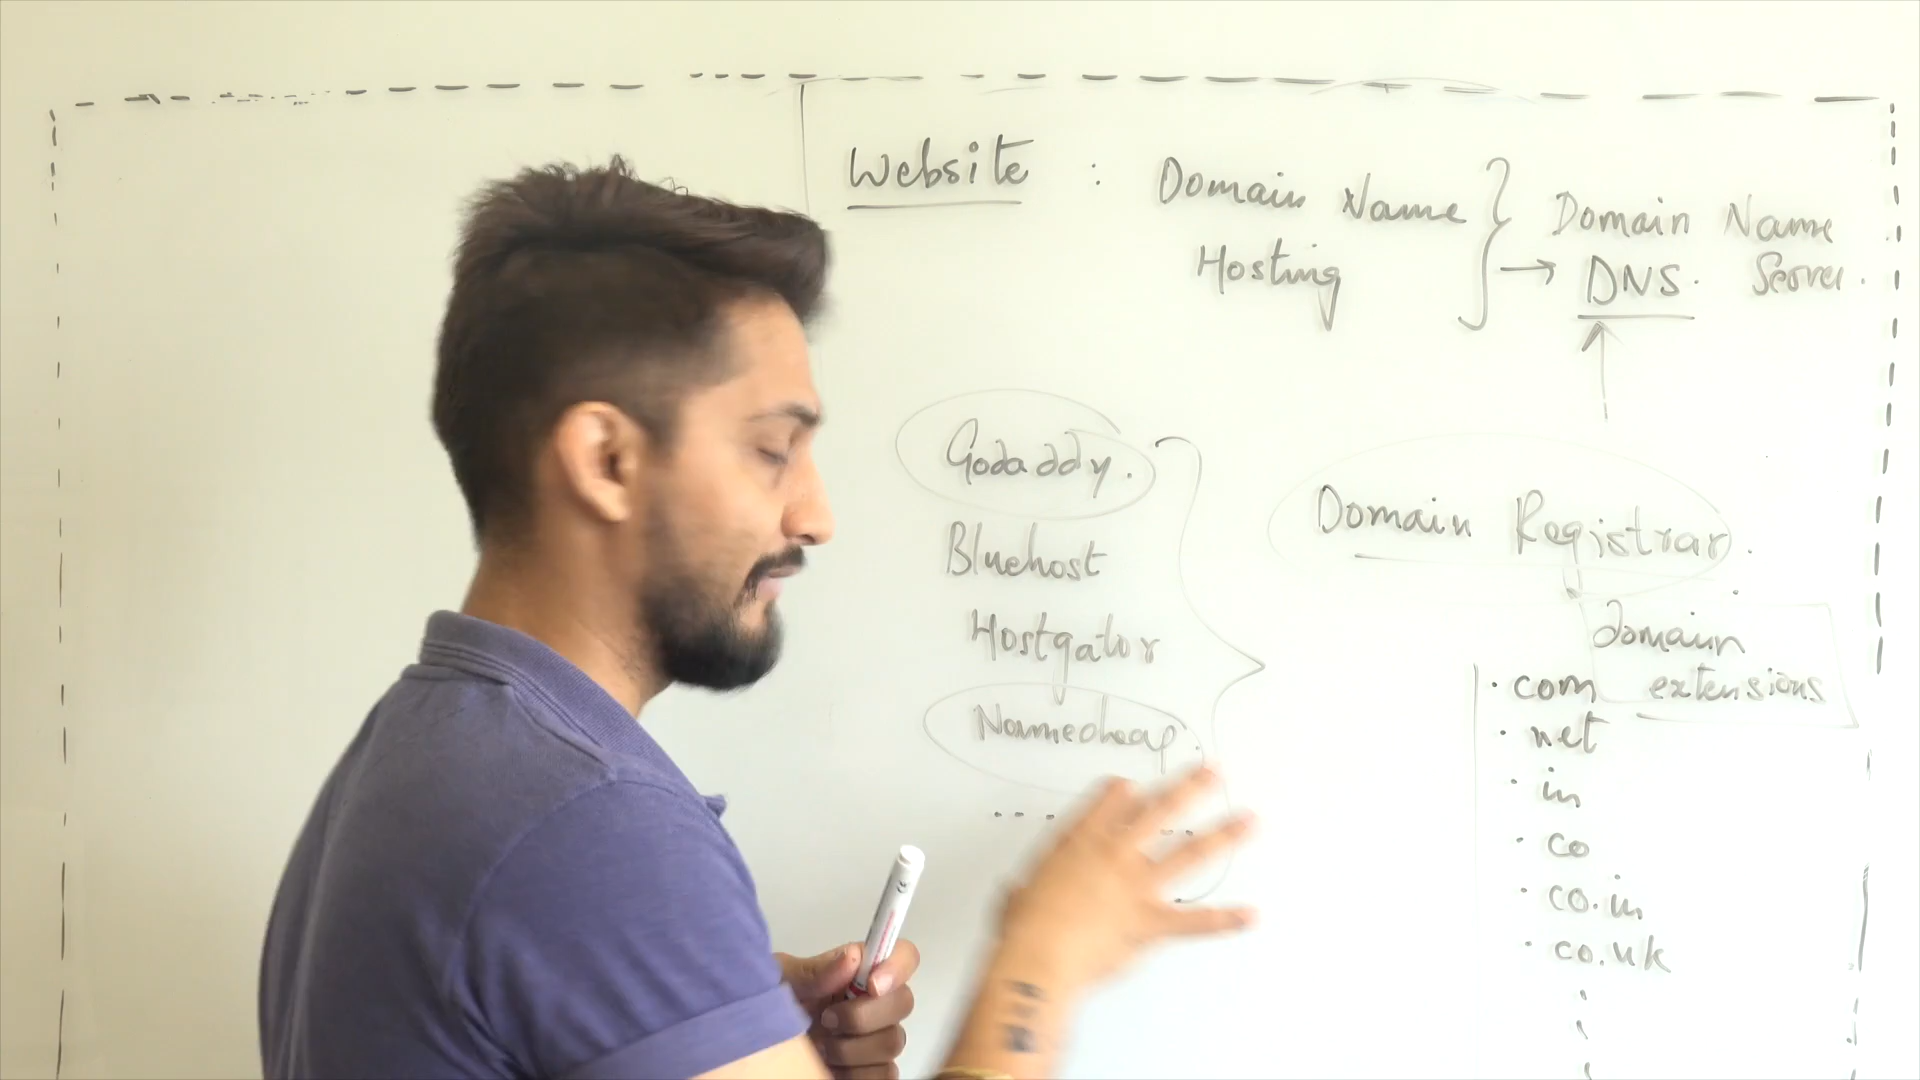 Website : Domain Name
Hosting
→ Domain Name
DNS. Server.
Godaddy.
Bluehost
Hostgator
Namecheap.
.... ..
Domain Registrar.
domain
extensions
.com
.net
.in
.co
.co.in
.co.uk